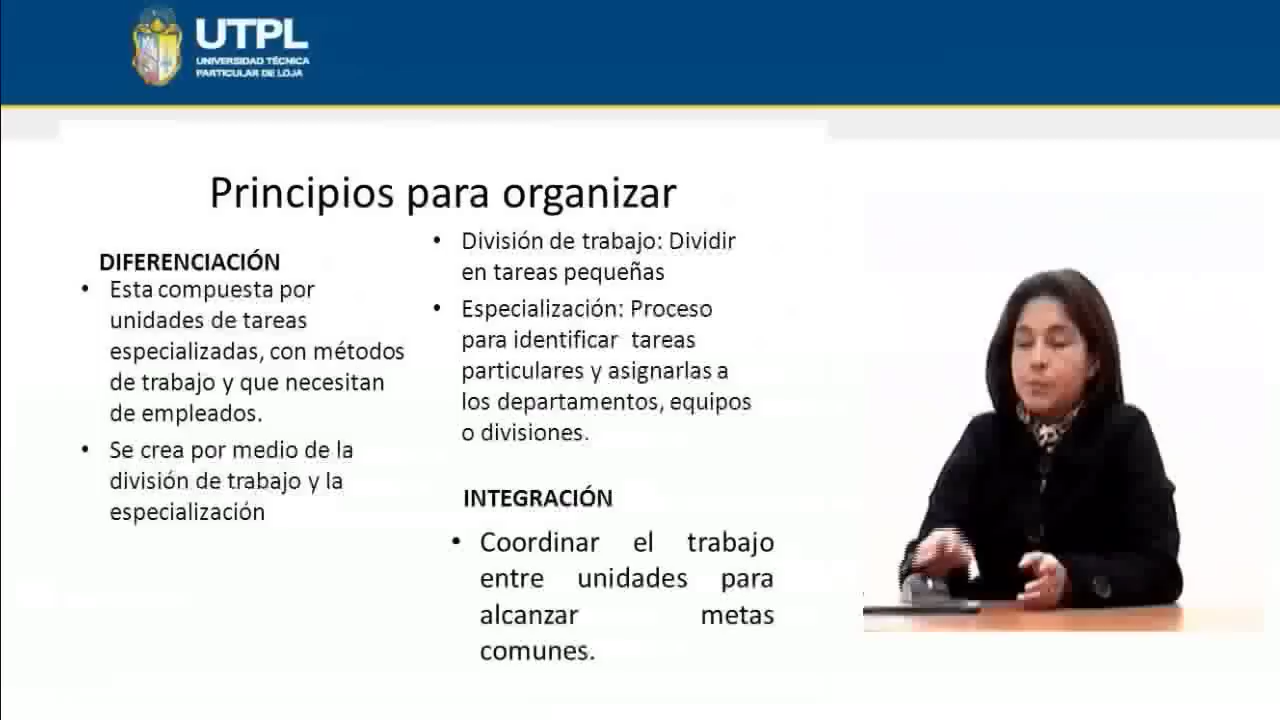 UTPL
UNIVERSIDAD TÉCNICA
PARTICULAR DE LOJA
Principios para organizar
DIFERENCIACIÓN
• Esta compuesta por
unidades de tareas
especializadas, con métodos
de trabajo y que necesitan
de empleados.
• Se crea por medio de la
división de trabajo y la
especialización
• División de trabajo: Dividir
en tareas pequeñas
• Especialización: Proceso
para identificar tareas
particulares y asignarlas a
los departamentos, equipos
o divisiones.
INTEGRACIÓN
• Coordinar el trabajo
entre unidades para
alcanzar metas
comunes.